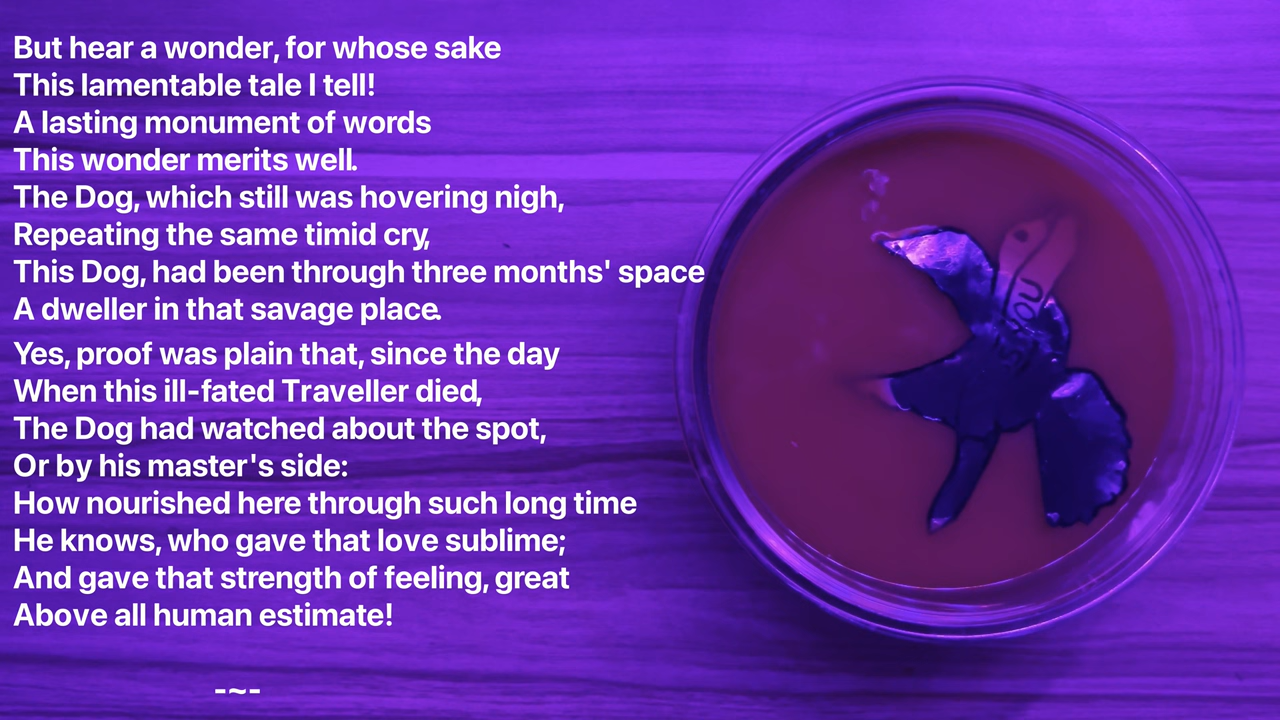 But hear a wonder, for whose sake
This lamentable tale I tell!
A lasting monument of words
This wonder merits well.
The Dog, which still was hovering nigh,
Repeating the same timid cry,
This Dog, had been through three months' space
A dweller in that savage place.
Yes, proof was plain that, since the day
When this ill-fated Traveller died,
The Dog had watched about the spot,
Or by his master's side:
How nourished here through such long time
He knows, who gave that love sublime;
And gave that strength of feeling, great
Above all human estimate!
-~-
YOU